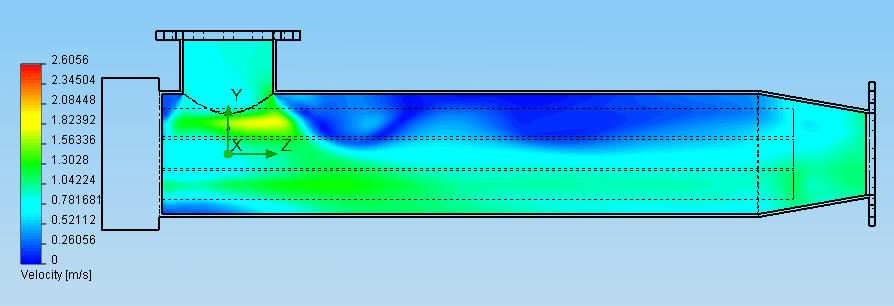 2.6056
2.34504
2.08448
1.82392
1.56336
1.3028
1.04224
0.781681
0.52112
0.26056
0
Velocity [m/s]
Y
X
Z